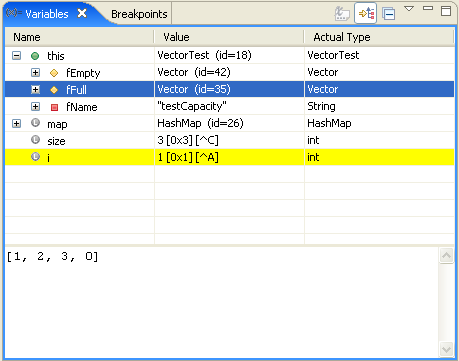 Variables Breakpoints
Name Value Actual Type
this VectorTest (id=18) VectorTest
fEmpty Vector (id=42) Vector
fFull Vector (id=35) Vector
fName "testCapacity" String
map HashMap (id=26) HashMap
size 3 [0x3] [^C] int
i 1 [0x1] [^A] int
[1, 2, 3, 0]